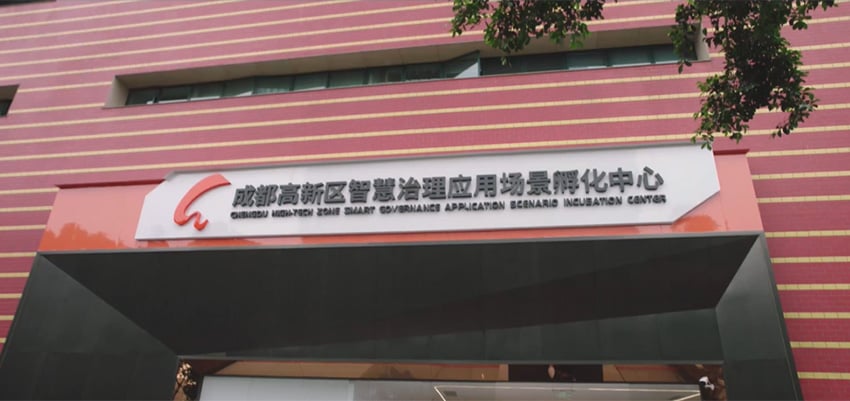 成都高新区智慧治理应用场景孵化中心
CHENGDU HIGH-TECH ZONE SMART GOVERNANCE APPLICATION SCENARIO INCUBATION CENTER